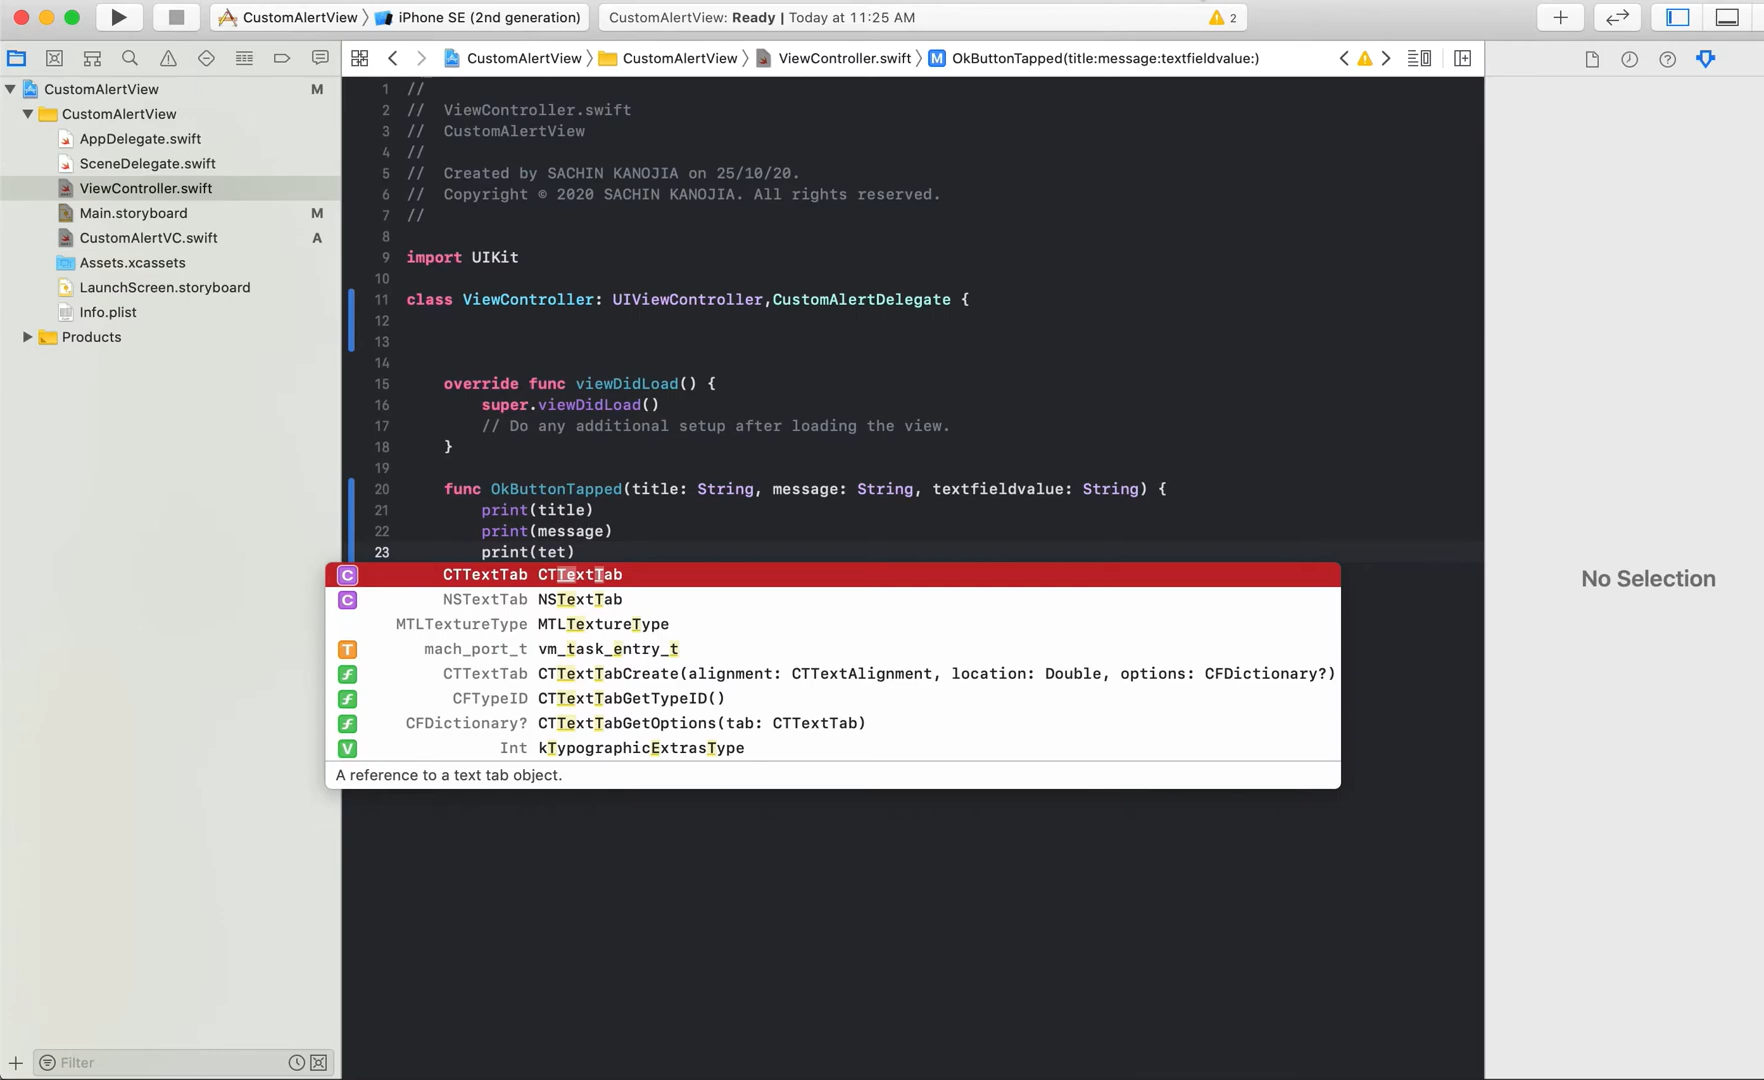 CustomAlertView
iPhone SE (2nd generation)
CustomAlertView: Ready | Today at 11:25 AM
2
CustomAlertView
CustomAlertView
ViewController.swift
M
OkButtonTapped(title:message:textfieldvalue:)
CustomAlertView
M
CustomAlertView
AppDelegate.swift
SceneDelegate.swift
ViewController.swift
Main.storyboard
M
CustomAlertVC.swift
A
Assets.xcassets
LaunchScreen.storyboard
Info.plist
Products
Filter
1 //
2 // ViewController.swift
3 // CustomAlertView
4 //
5 // Created by SACHIN KANOJIA on 25/10/20.
6 // Copyright © 2020 SACHIN KANOJIA. All rights reserved.
7 //
8
9 import UIKit
10
11 class ViewController: UIViewController,CustomAlertDelegate {
12
13
14
15 override func viewDidLoad() {
16 super.viewDidLoad()
17 // Do any additional setup after loading the view.
18 }
19
20 func OkButtonTapped(title: String, message: String, textfieldvalue: String) {
21 print(title)
22 print(message)
23 print(tet)
C CTTextTab CTTextTab
C NSTextTab NSTextTab
MTLTextureType MTLTextureType
T mach_port_t vm_task_entry_t
f CTTextTab CTTextTabCreate(alignment: CTTextAlignment, location: Double, options: CFDictionary?)
f CFTypeID CTTextTabGetTypeID()
f CFDictionary? CTTextTabGetOptions(tab: CTTextTab)
V Int kTypographicExtrasType
A reference to a text tab object.
No Selection